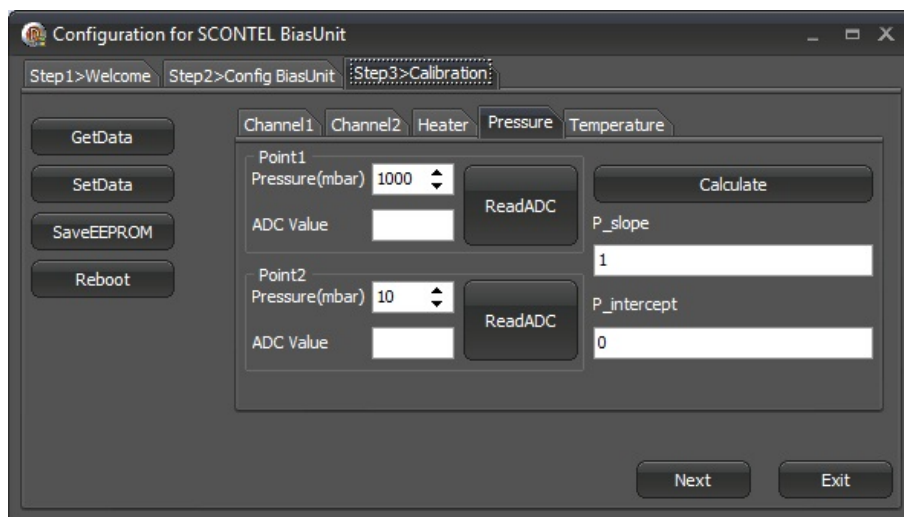 Configuration for SCONTEL BiasUnit
Step1>Welcome Step2>Config BiasUnit Step3>Calibration
GetData
SetData
SaveEEPROM
Reboot
Channel1 Channel2 Heater Pressure Temperature
Point1
Pressure(mbar) 1000
ReadADC
ADC Value
Point2
Pressure(mbar) 10
ReadADC
ADC Value
Calculate
P_slope
1
P_intercept
0
Next Exit